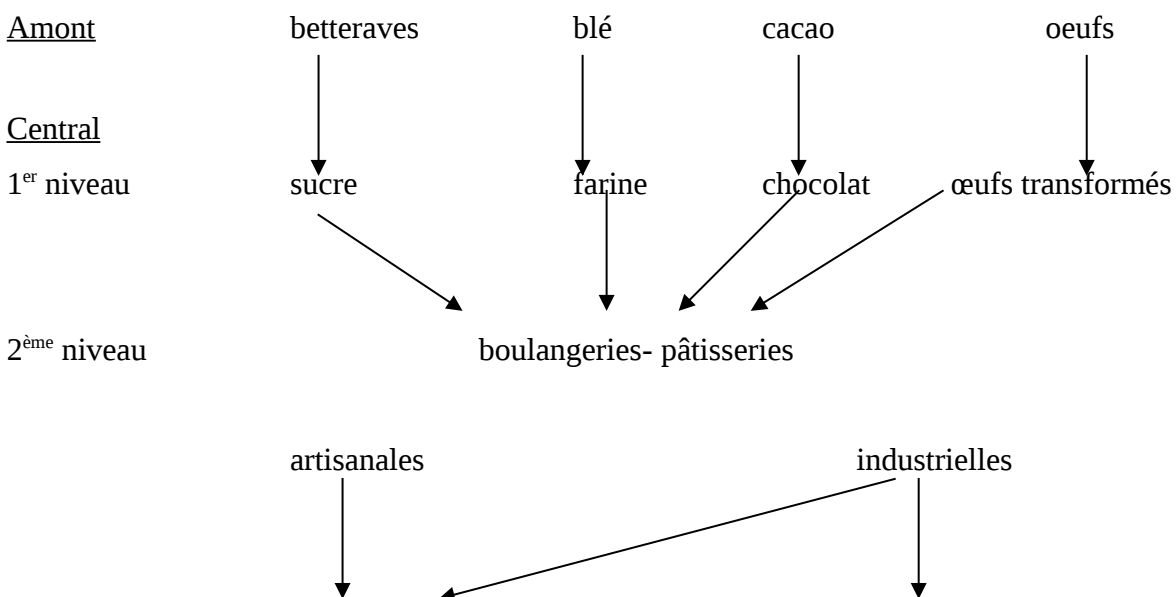 Amont betteraves blé cacao oeufs
Central
1er niveau sucre farine chocolat œufs transformés
2ème niveau boulangeries- pâtisseries
artisanales industrielles